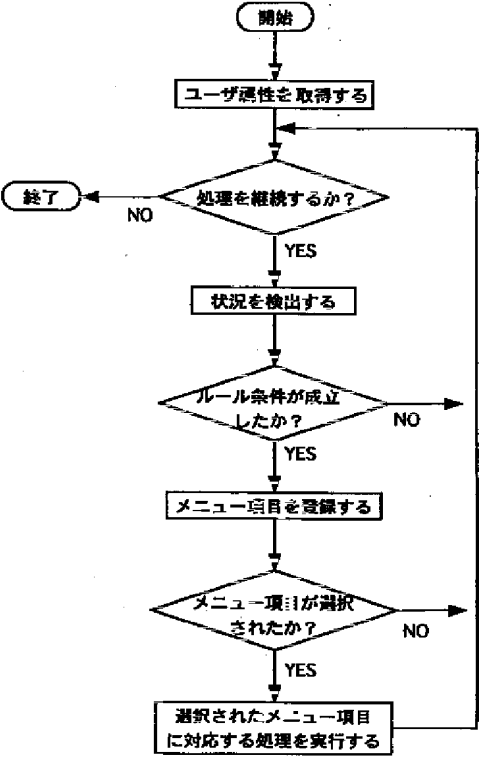 開始
ユーザ属性を取得する
処理を継続するか?
終了
NO
YES
状況を検出する
ルール条件が成立
したか?
NO
YES
メニュー項目を登録する
メニュー項目が選択
されたか?
NO
YES
選択されたメニュー項目
に対応する処理を実行する